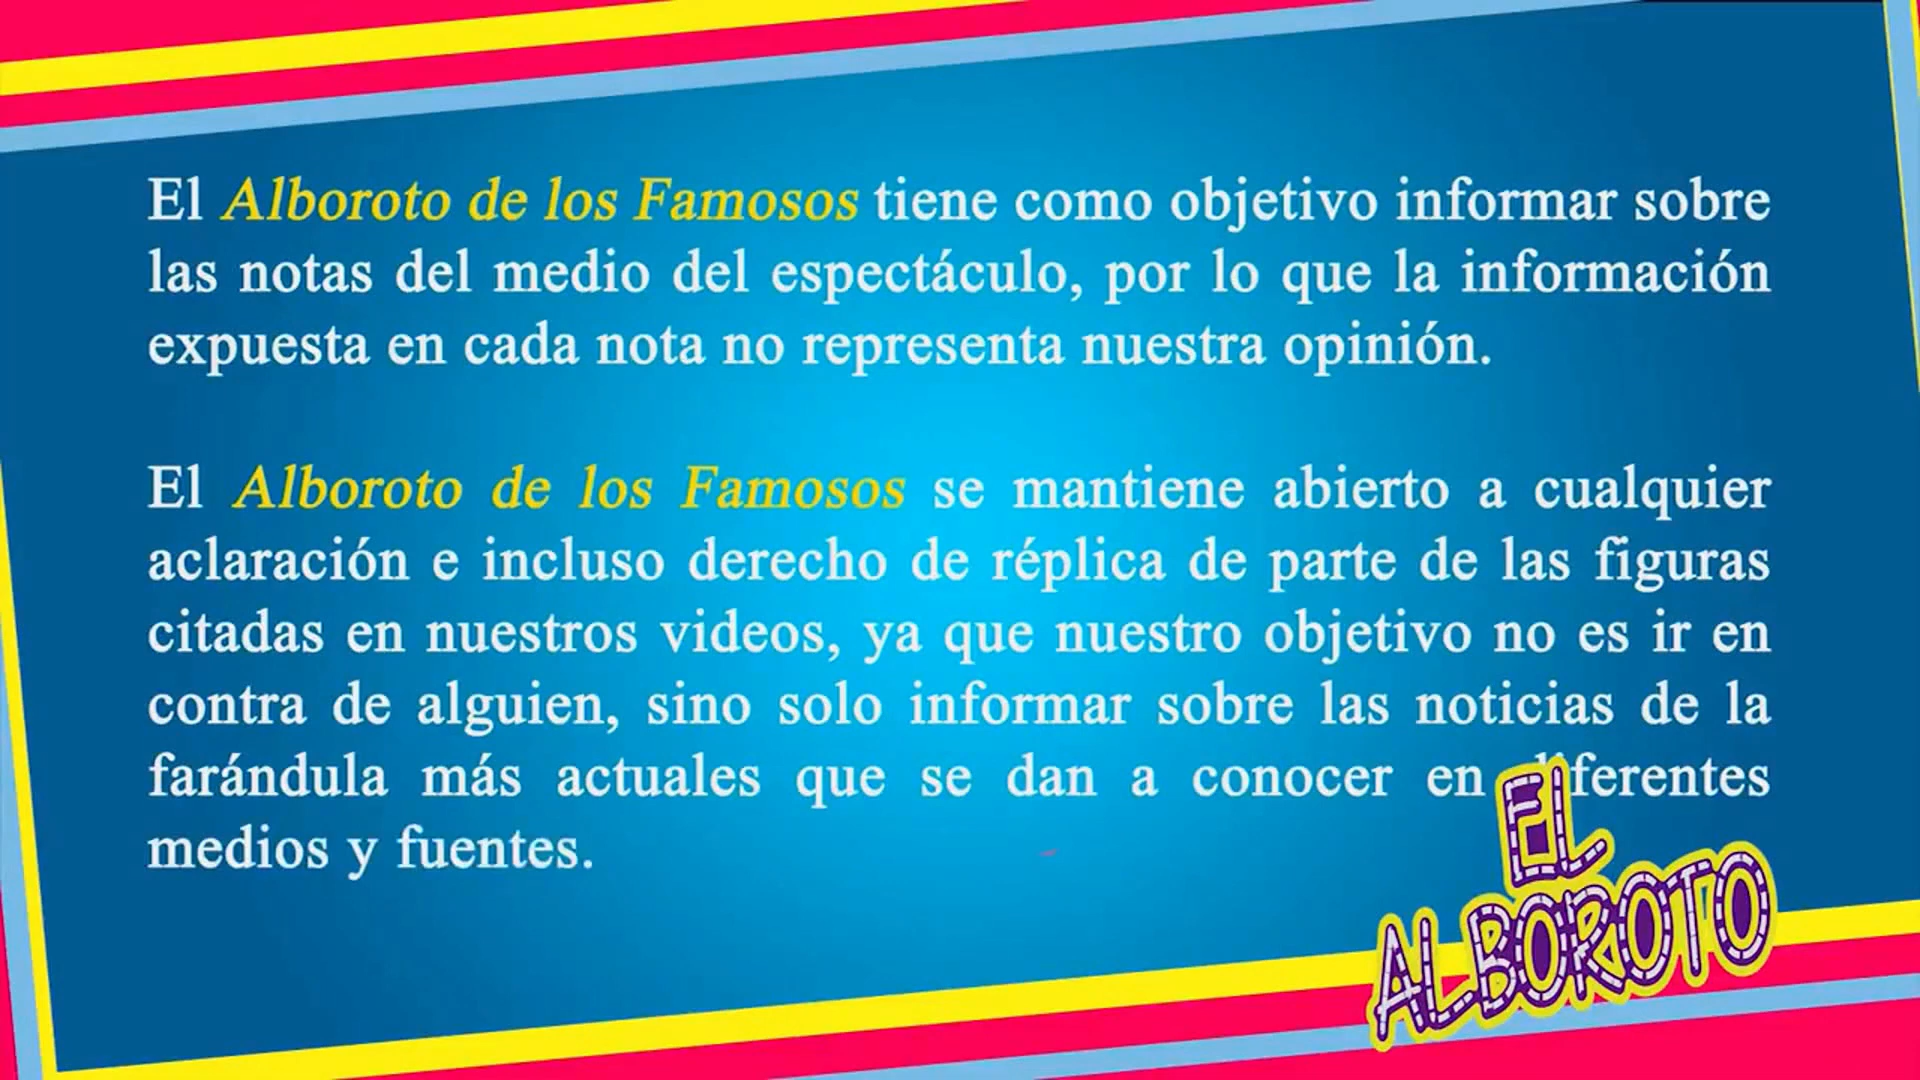 El Alboroto de los Famosos tiene como objetivo informar sobre
las notas del medio del espectáculo, por lo que la información
expuesta en cada nota no representa nuestra opinión.
El Alboroto de los Famosos se mantiene abierto a cualquier
aclaración e incluso derecho de réplica de parte de las figuras
citadas en nuestros videos, ya que nuestro objetivo no es ir en
contra de alguien, sino solo informar sobre las noticias de la
farándula más actuales que se dan a conocer en diferentes
medios y fuentes.
EL
ALBOROTO